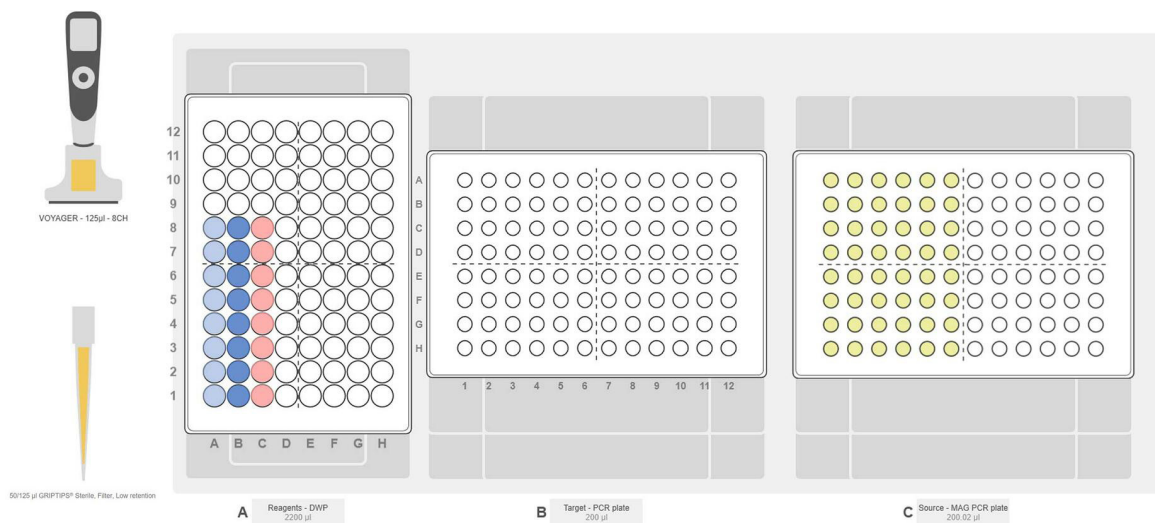 VOYAGER - 125µl - 8CH
50/125 µl GRIPTIPS® Sterile, Filter, Low retention
12
11
10
9
8
7
6
5
4
3
2
1
A B C D E F G H
A
B
C
D
E
F
G
H
1 2 3 4 5 6 7 8 9 10 11 12
A Reagents - DWP
2200 µl
B Target - PCR plate
200 µl
C Source - MAG PCR plate
200.02 µl